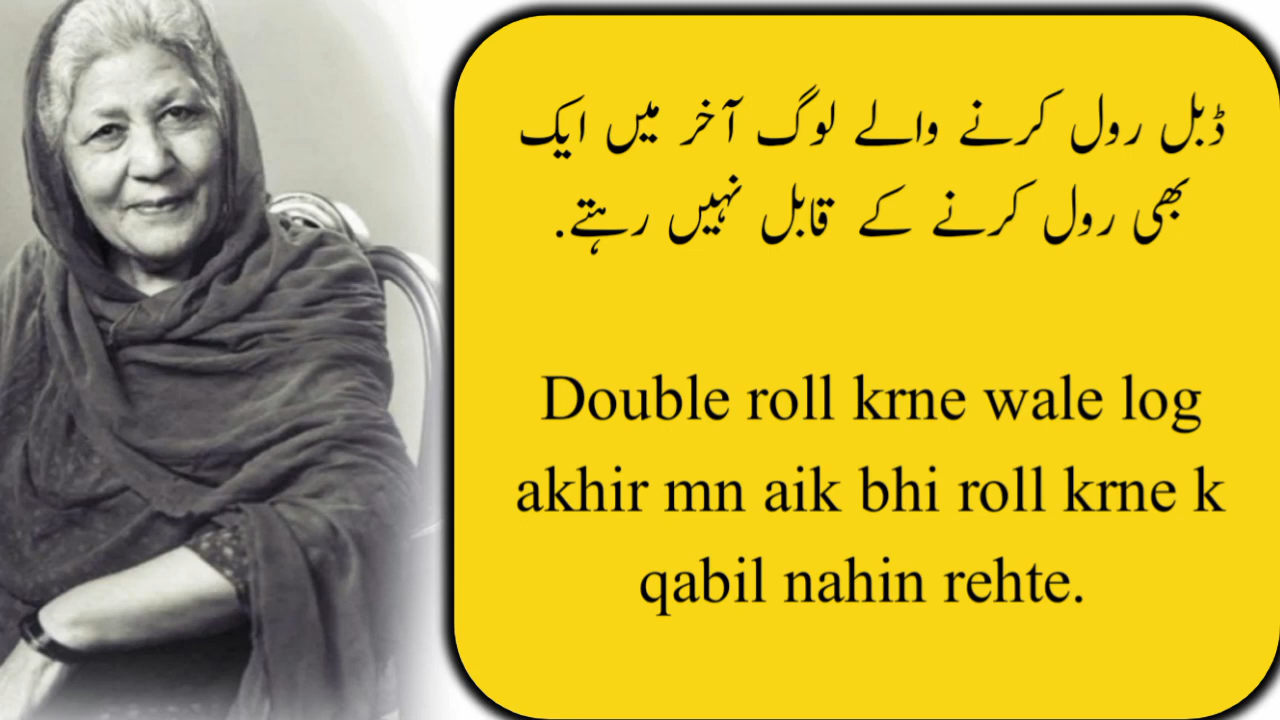 ڈبل رول کرنے والے لوگ آخر میں ایک
بھی رول کرنے کے قابل نہیں رہتے.
Double roll krne wale log
akhir mn aik bhi roll krne k
qabil nahin rehte.